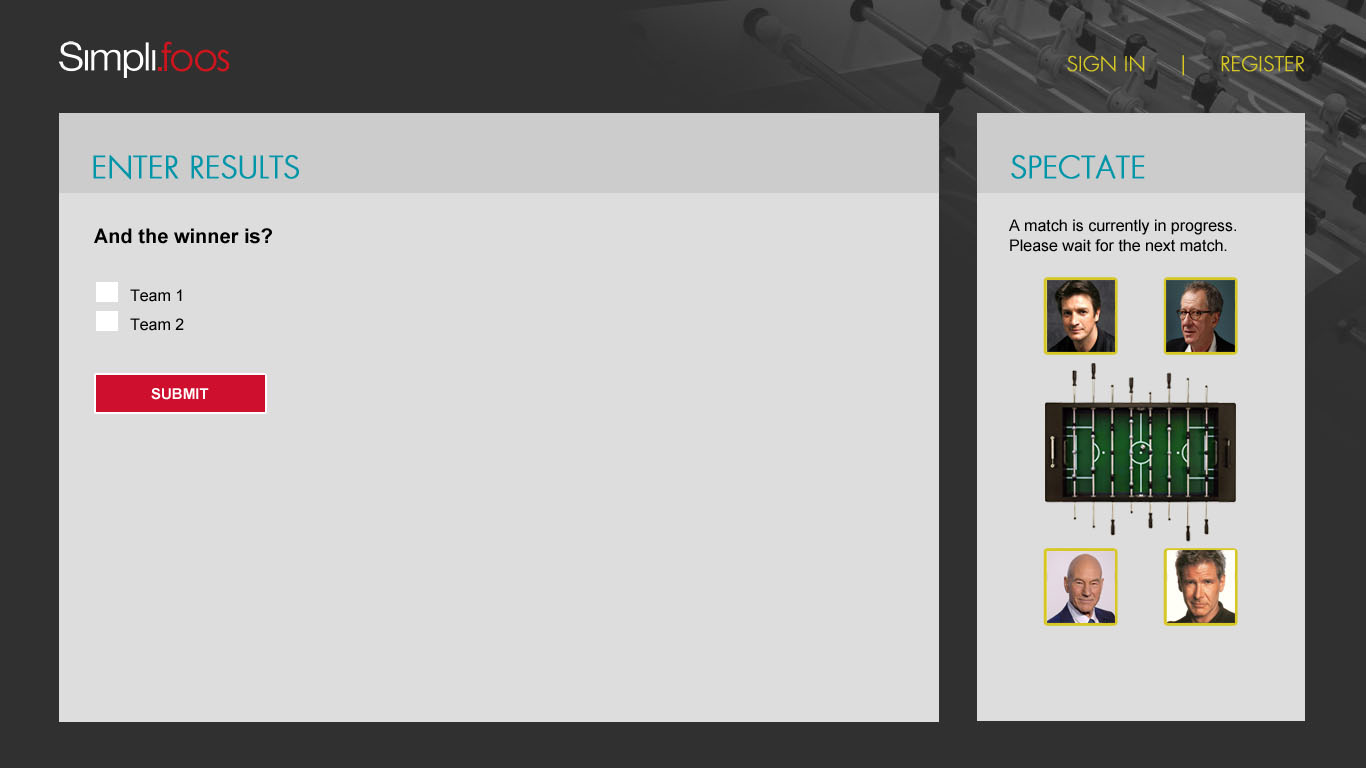 Simpli.foos
SIGN IN | REGISTER
ENTER RESULTS
And the winner is?
Team 1
Team 2
SUBMIT
SPECTATE
A match is currently in progress.
Please wait for the next match.